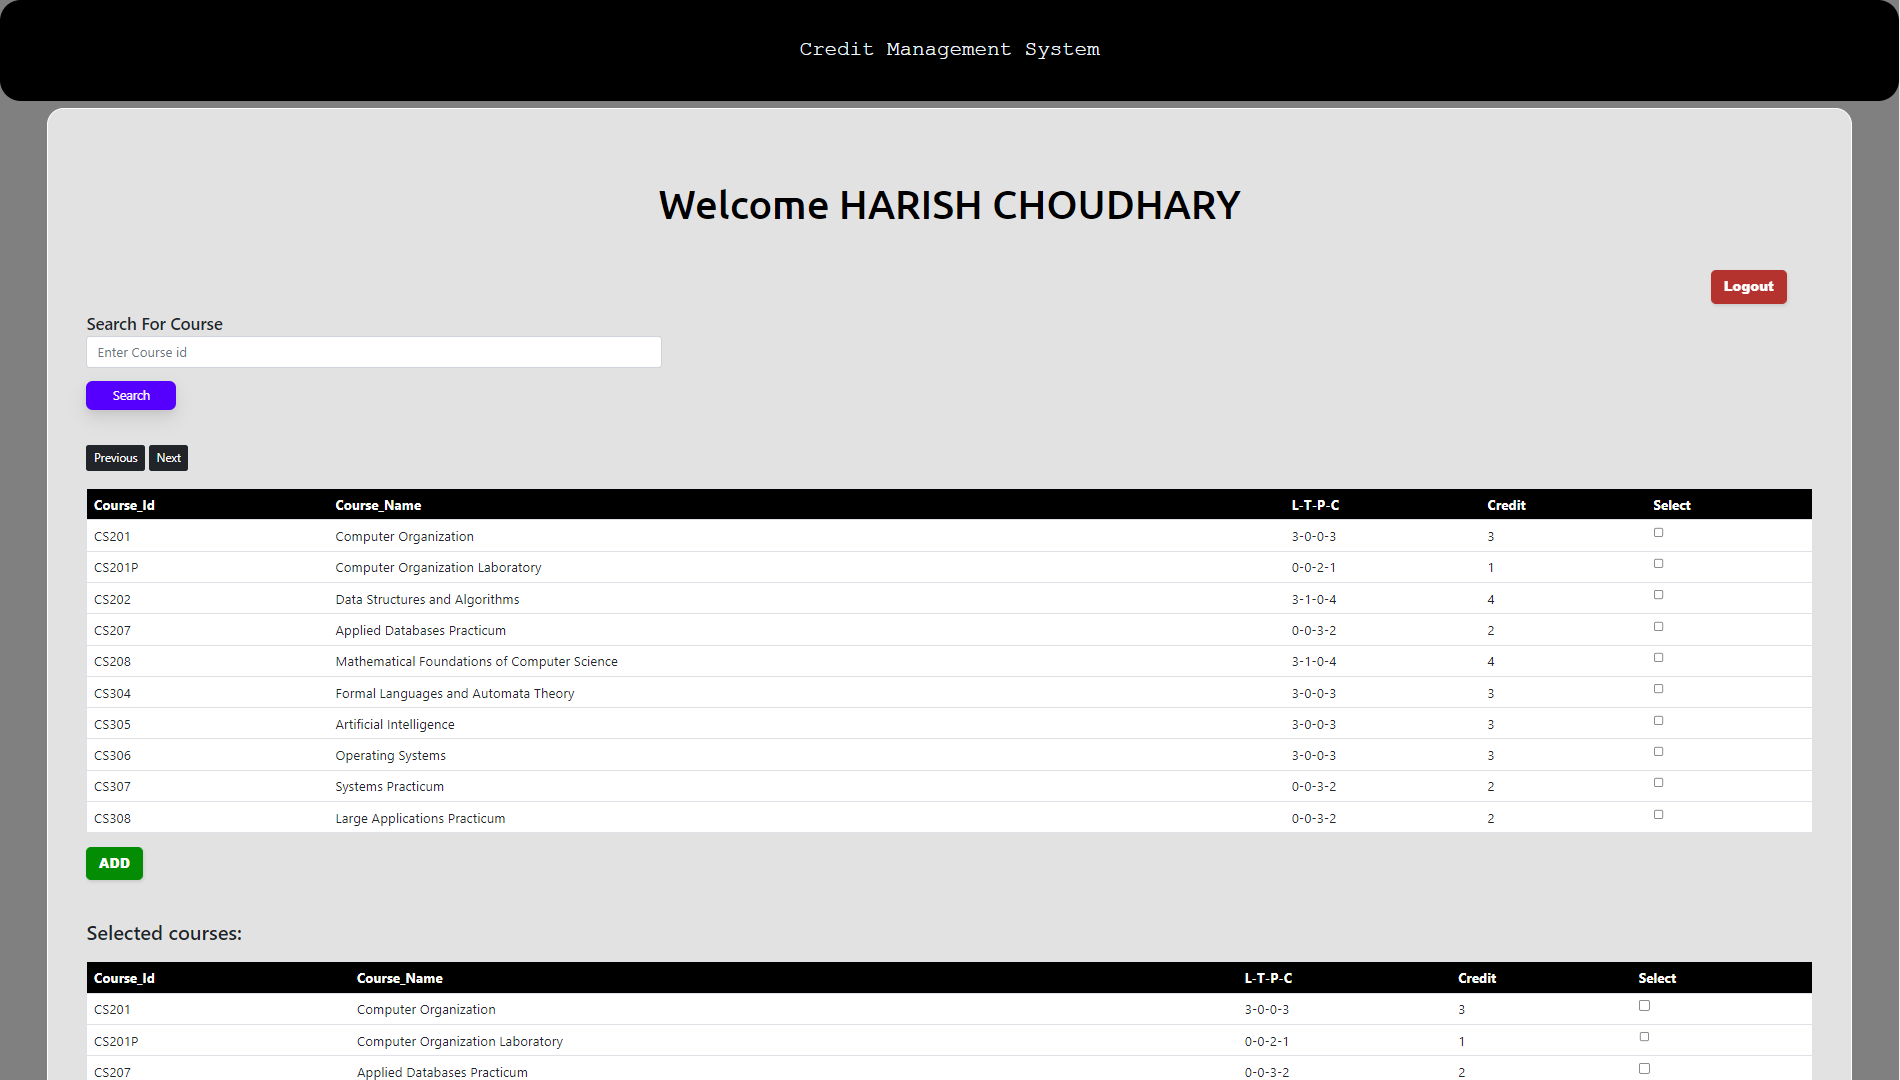 Credit Management System
Welcome HARISH CHOUDHARY
Logout
Search For Course
Enter Course id
Search
Previous Next
Course_Id Course_Name L-T-P-C Credit Select
CS201 Computer Organization 3-0-0-3 3
CS201P Computer Organization Laboratory 0-0-2-1 1
CS202 Data Structures and Algorithms 3-1-0-4 4
CS207 Applied Databases Practicum 0-0-3-2 2
CS208 Mathematical Foundations of Computer Science 3-1-0-4 4
CS304 Formal Languages and Automata Theory 3-0-0-3 3
CS305 Artificial Intelligence 3-0-0-3 3
CS306 Operating Systems 3-0-0-3 3
CS307 Systems Practicum 0-0-3-2 2
CS308 Large Applications Practicum 0-0-3-2 2
ADD
Selected courses:
Course_Id Course_Name L-T-P-C Credit Select
CS201 Computer Organization 3-0-0-3 3
CS201P Computer Organization Laboratory 0-0-2-1 1
CS207 Applied Databases Practicum 0-0-3-2 2